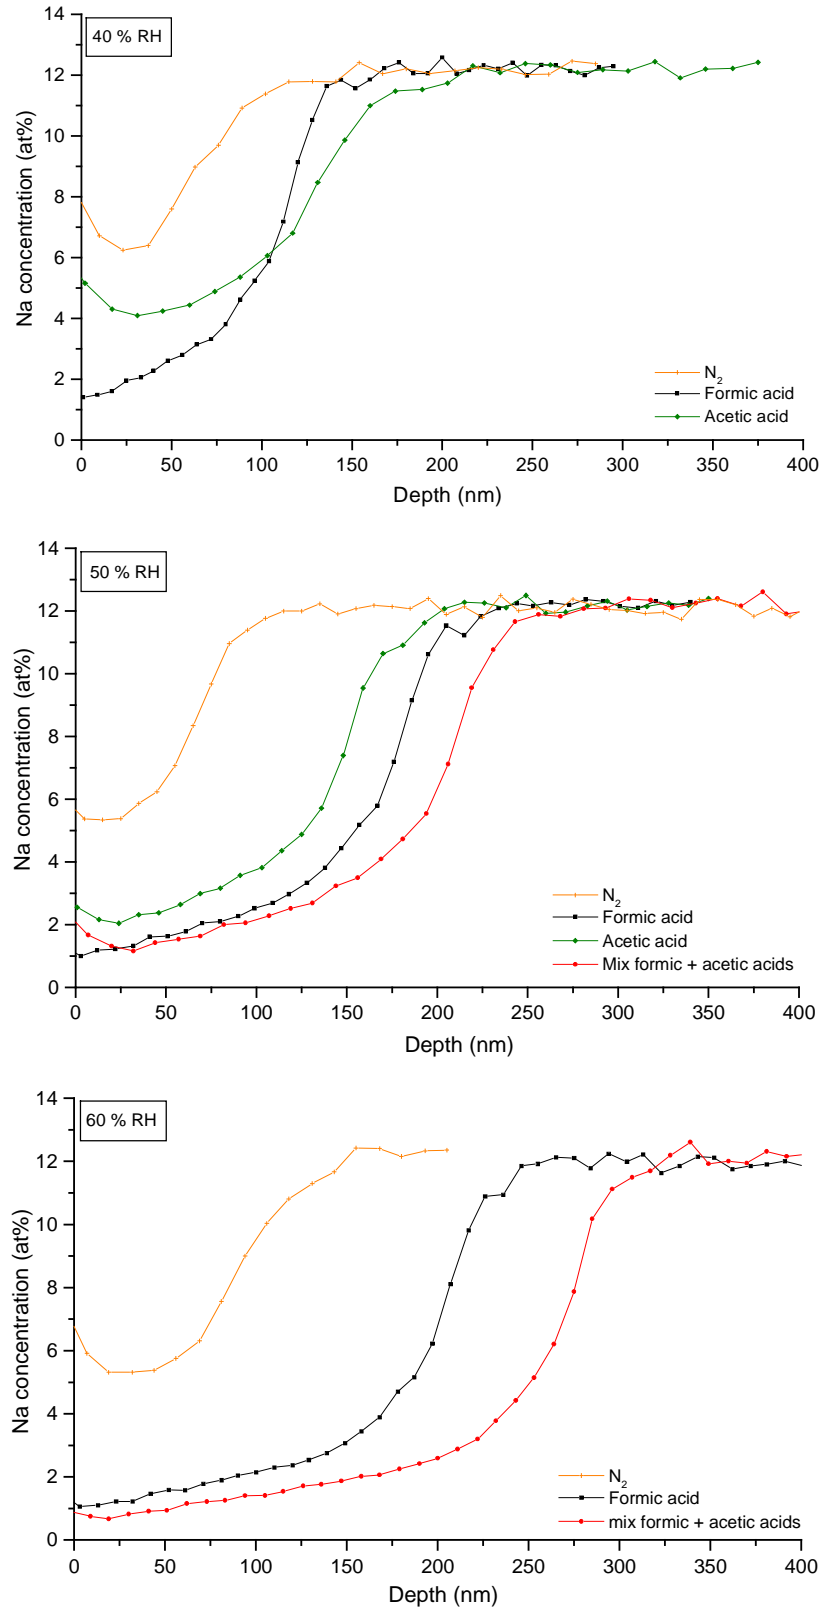 40 % RH
14
12
10
8
6
4
2
0
Na concentration (at%)
N2
Formic acid
Acetic acid
0 50 100 150 200 250 300 350 400
Depth (nm)
50 % RH
14
12
10
8
6
4
2
0
Na concentration (at%)
N2
Formic acid
Acetic acid
Mix formic + acetic acids
0 50 100 150 200 250 300 350 400
Depth (nm)
60 % RH
14
12
10
8
6
4
2
0
Na concentration (at%)
N2
Formic acid
mix formic + acetic acids
0 50 100 150 200 250 300 350 400
Depth (nm)